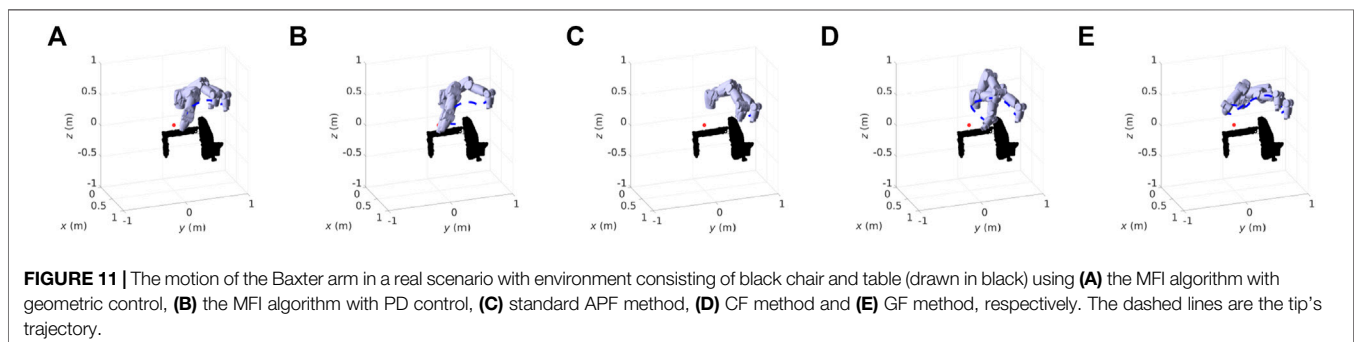 A B C D E
1 1 1 1 1
0.5 0.5 0.5 0.5 0.5
z (m) z (m) z (m) z (m) z (m)
0 0 0 0 0
-0.5 -0.5 -0.5 -0.5 -0.5
-1 -1 -1 -1 -1
0 0 0 0 0
0.5 0.5 0.5 0.5 0.5
1 -1 0 1 1 -1 0 1 1 -1 0 1 1 -1 0 1 1 -1 0 1
x (m) y (m) x (m) y (m) x (m) y (m) x (m) y (m) x (m) y (m)
FIGURE 11 | The motion of the Baxter arm in a real scenario with environment consisting of black chair and table (drawn in black) using (A) the MFI algorithm with
geometric control, (B) the MFI algorithm with PD control, (C) standard APF method, (D) CF method and (E) GF method, respectively. The dashed lines are the tip's
trajectory.